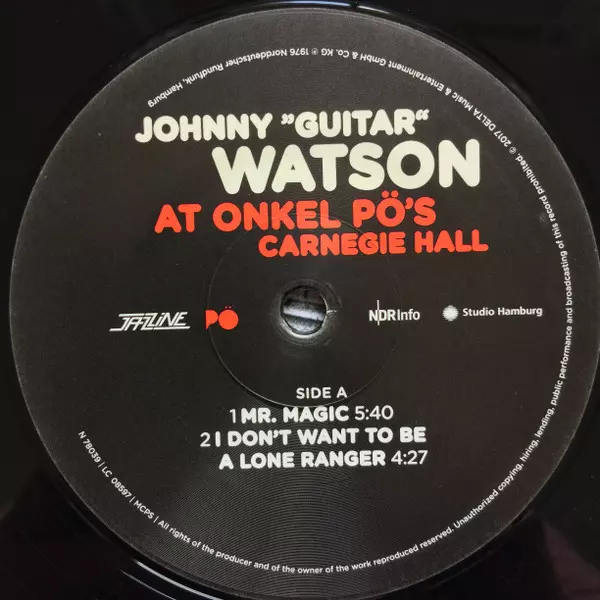 JOHNNY ”GUITAR“
WATSON
AT ONKEL PÖ'S
CARNEGIE HALL
JAZZLINE
PÖ
NDR Info
Studio Hamburg
SIDE A
1 MR. MAGIC 5:40
2 I DON'T WANT TO BE
A LONE RANGER 4:27
N 78039 | LC 08597 | MCPS | All rights of the producer and of the owner of the work reproduced reserved. Unauthorized copying, hiring, lending, public performance and broadcasting of this record prohibited. © 2017 DELTA Music & Entertainment GmbH & Co. KG ℗ 1976 Norddeutscher Rundfunk, Hamburg